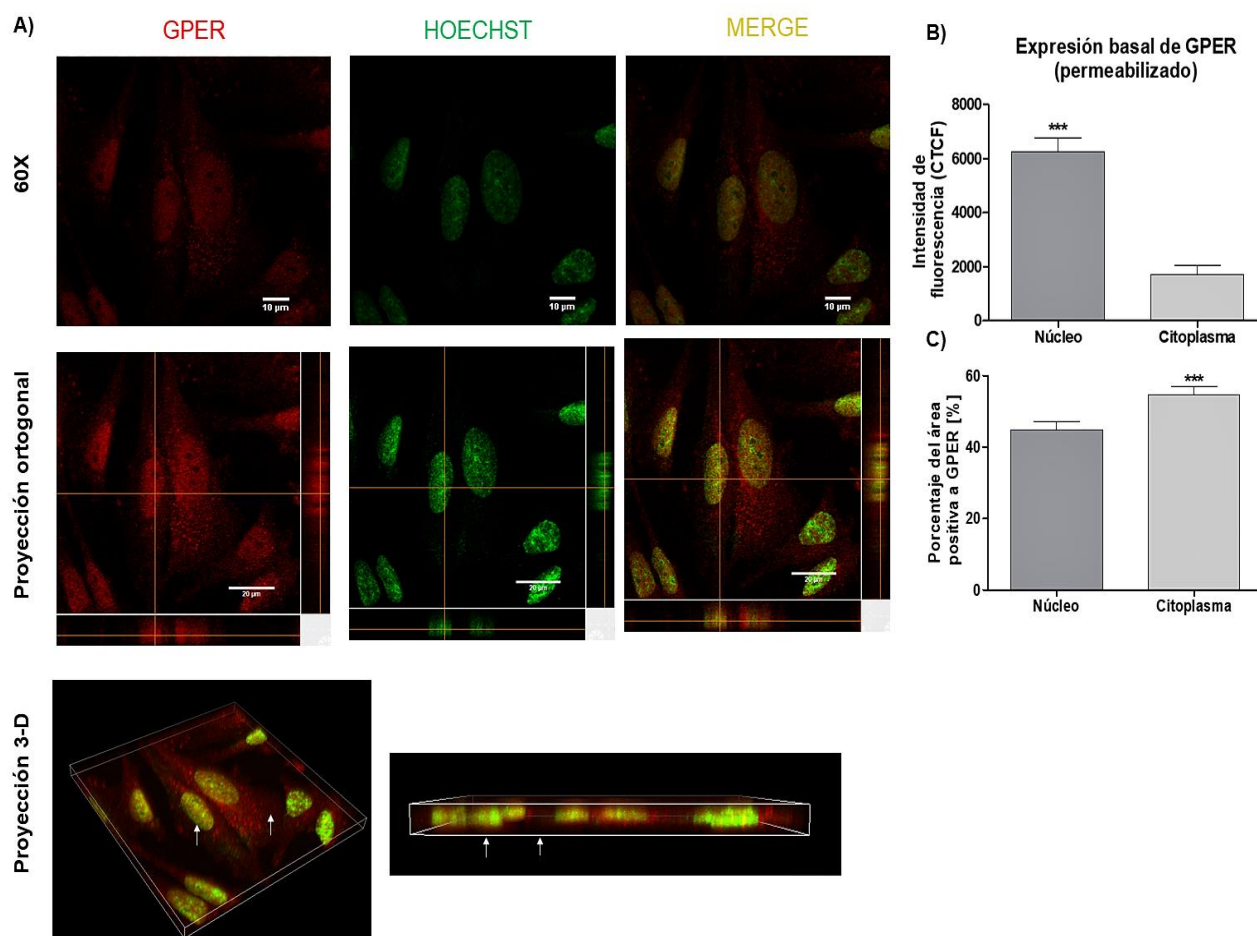 A)
GPER
HOECHST
MERGE
60X
10 µm
10 µm
10 µm
Proyección ortogonal
20 µm
20 µm
20 µm
Proyección 3-D
B)
Expresión basal de GPER
(permeabilizado)
Intensidad de
fluorescencia (CTCF)
8000
6000
4000
2000
0
***
Núcleo
Citoplasma
C)
Porcentaje del área
positiva a GPER [%]
60
40
20
0
***
Núcleo
Citoplasma